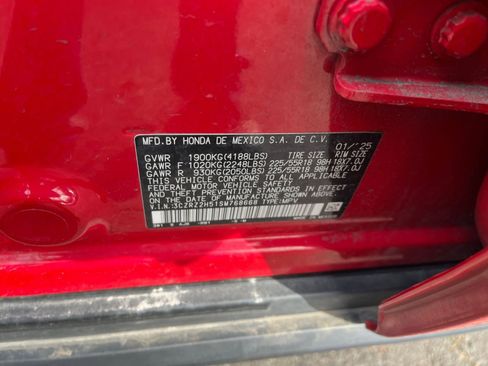 MFD.BY HONDA DE MEXICO S.A. DE C.V. 01/'25
GVWR 1900KG(4188LBS) TIRE SIZE RIM SIZE
GAWR F 1020KG(2248LBS) 225/55R18 98H 18X7.0J
GAWR R 930KG(2050LBS) 225/55R18 98H 18X7.0J
THIS VEHICLE CONFORMS TO ALL APPLICABLE
FEDERAL MOTOR VEHICLE SAFETY AND
THEFT PREVENTION STANDARDS IN EFFECT
ON THE DATE OF MANUFACTURE SHOWN ABOVE.
V.I.N.:3CZRZ2H51SM768668 TYPE:MPV